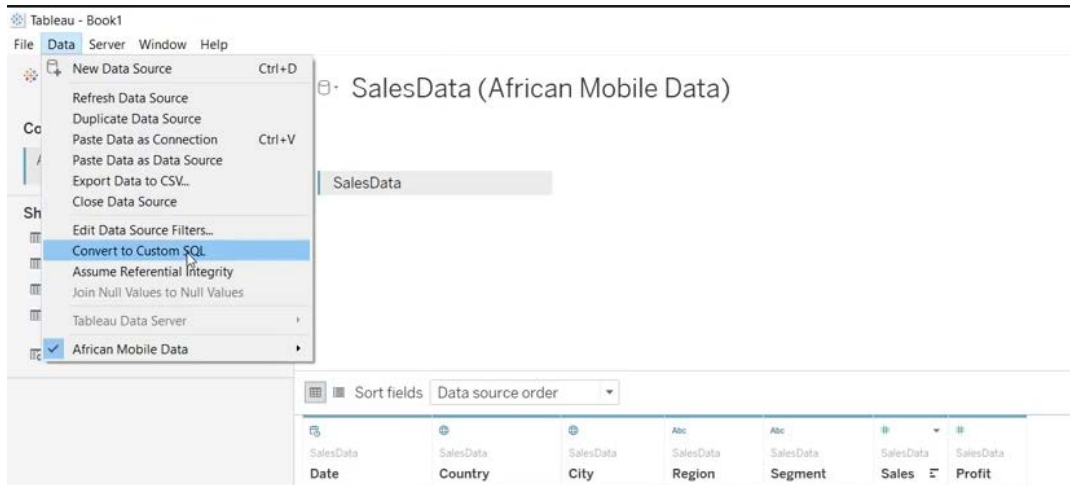 Tableau - Book1
File Data Server Window Help
New Data Source Ctrl+D
Refresh Data Source
Duplicate Data Source
Paste Data as Connection Ctrl+V
Paste Data as Data Source
Export Data to CSV...
Close Data Source
Edit Data Source Filters...
Convert to Custom SQL
Assume Referential Integrity
Join Null Values to Null Values
Tableau Data Server
African Mobile Data
Co
Sh
SalesData (African Mobile Data)
SalesData
Sort fields Data source order
Abc Abc
SalesData SalesData SalesData SalesData SalesData SalesData SalesData
Date Country City Region Segment Sales Profit